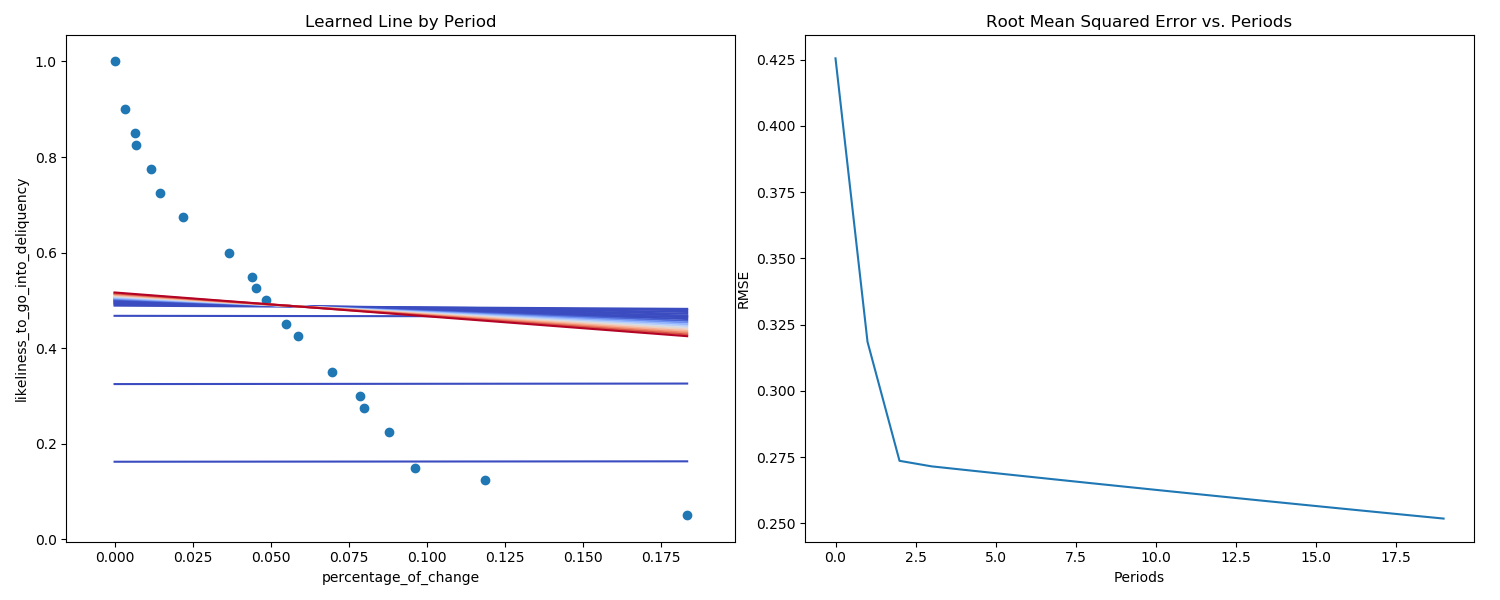 Learned Line by Period
1.0
0.8
0.6
0.4
0.2
0.0
likeliness_to_go_into_deliquency
0.000 0.025 0.050 0.075 0.100 0.125 0.150 0.175
percentage_of_change
Root Mean Squared Error vs. Periods
0.425
0.400
0.375
0.350
0.325
0.300
0.275
0.250
RMSE
0.0 2.5 5.0 7.5 10.0 12.5 15.0 17.5
Periods